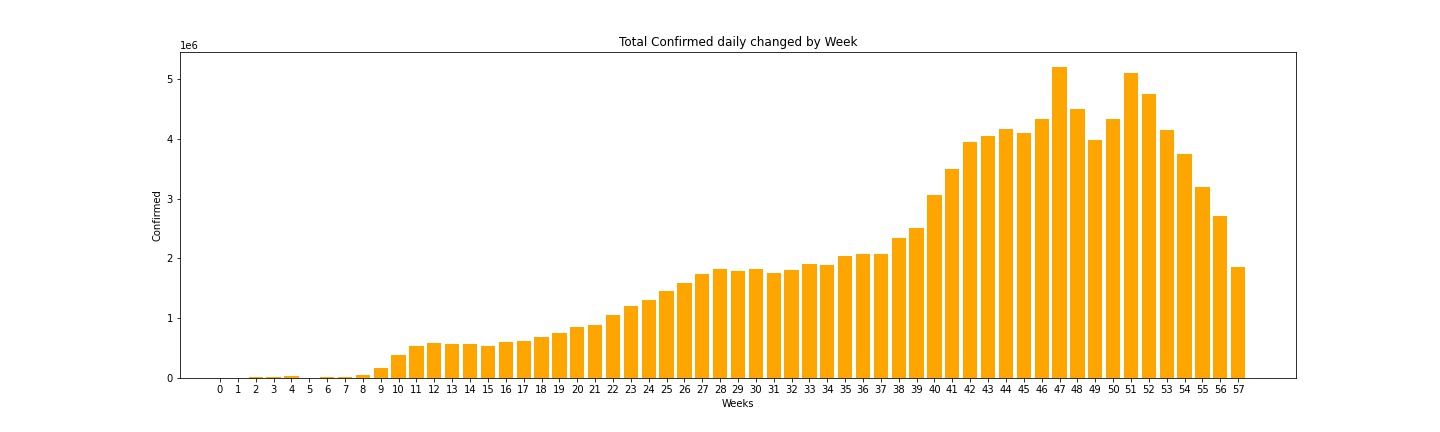 Total Confirmed daily changed by Week
1e6
5
4
3
2
1
0
Confirmed
0 1 2 3 4 5 6 7 8 9 10 11 12 13 14 15 16 17 18 19 20 21 22 23 24 25 26 27 28 29 30 31 32 33 34 35 36 37 38 39 40 41 42 43 44 45 46 47 48 49 50 51 52 53 54 55 56 57
Weeks